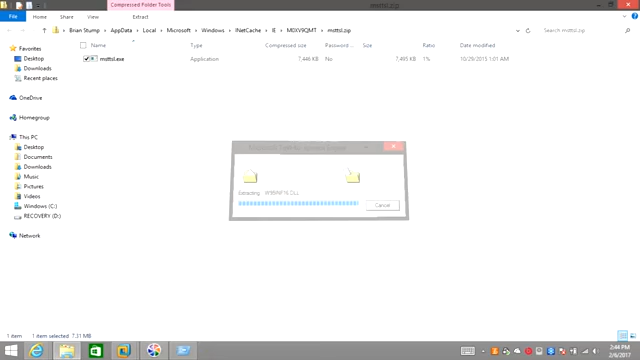 msttsl.zip
Compressed Folder Tools
File Home Share View Extract
Brian Stump ▸ AppData ▸ Local ▸ Microsoft ▸ Windows ▸ INetCache ▸ IE ▸ ▸ msttsl.zip
Search msttsl.zip
Name Type Compressed size Password ... Size Ratio Date modified
msttsl.exe Application 7,446 KB No 7,495 KB 1% 10/29/2015 1:01 AM
Favorites
Desktop
Downloads
Recent places
OneDrive
Homegroup
This PC
Desktop
Documents
Downloads
Music
Pictures
Videos
Windows (C:)
RECOVERY (D:)
Network
Extracting
Cancel
1 item 1 item selected 7.31 MB
2:44 PM
2/6/2017